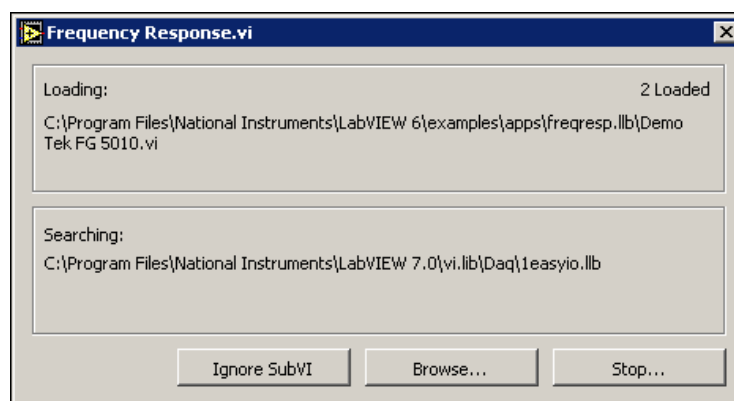 Frequency Response.vi
Loading: 2 Loaded
C:\Program Files\National Instruments\LabVIEW 6\examples\apps\freqresp.llb\Demo
Tek FG 5010.vi
Searching:
C:\Program Files\National Instruments\LabVIEW 7.0\vi.lib\Daq\1easyio.llb
Ignore SubVI Browse... Stop...